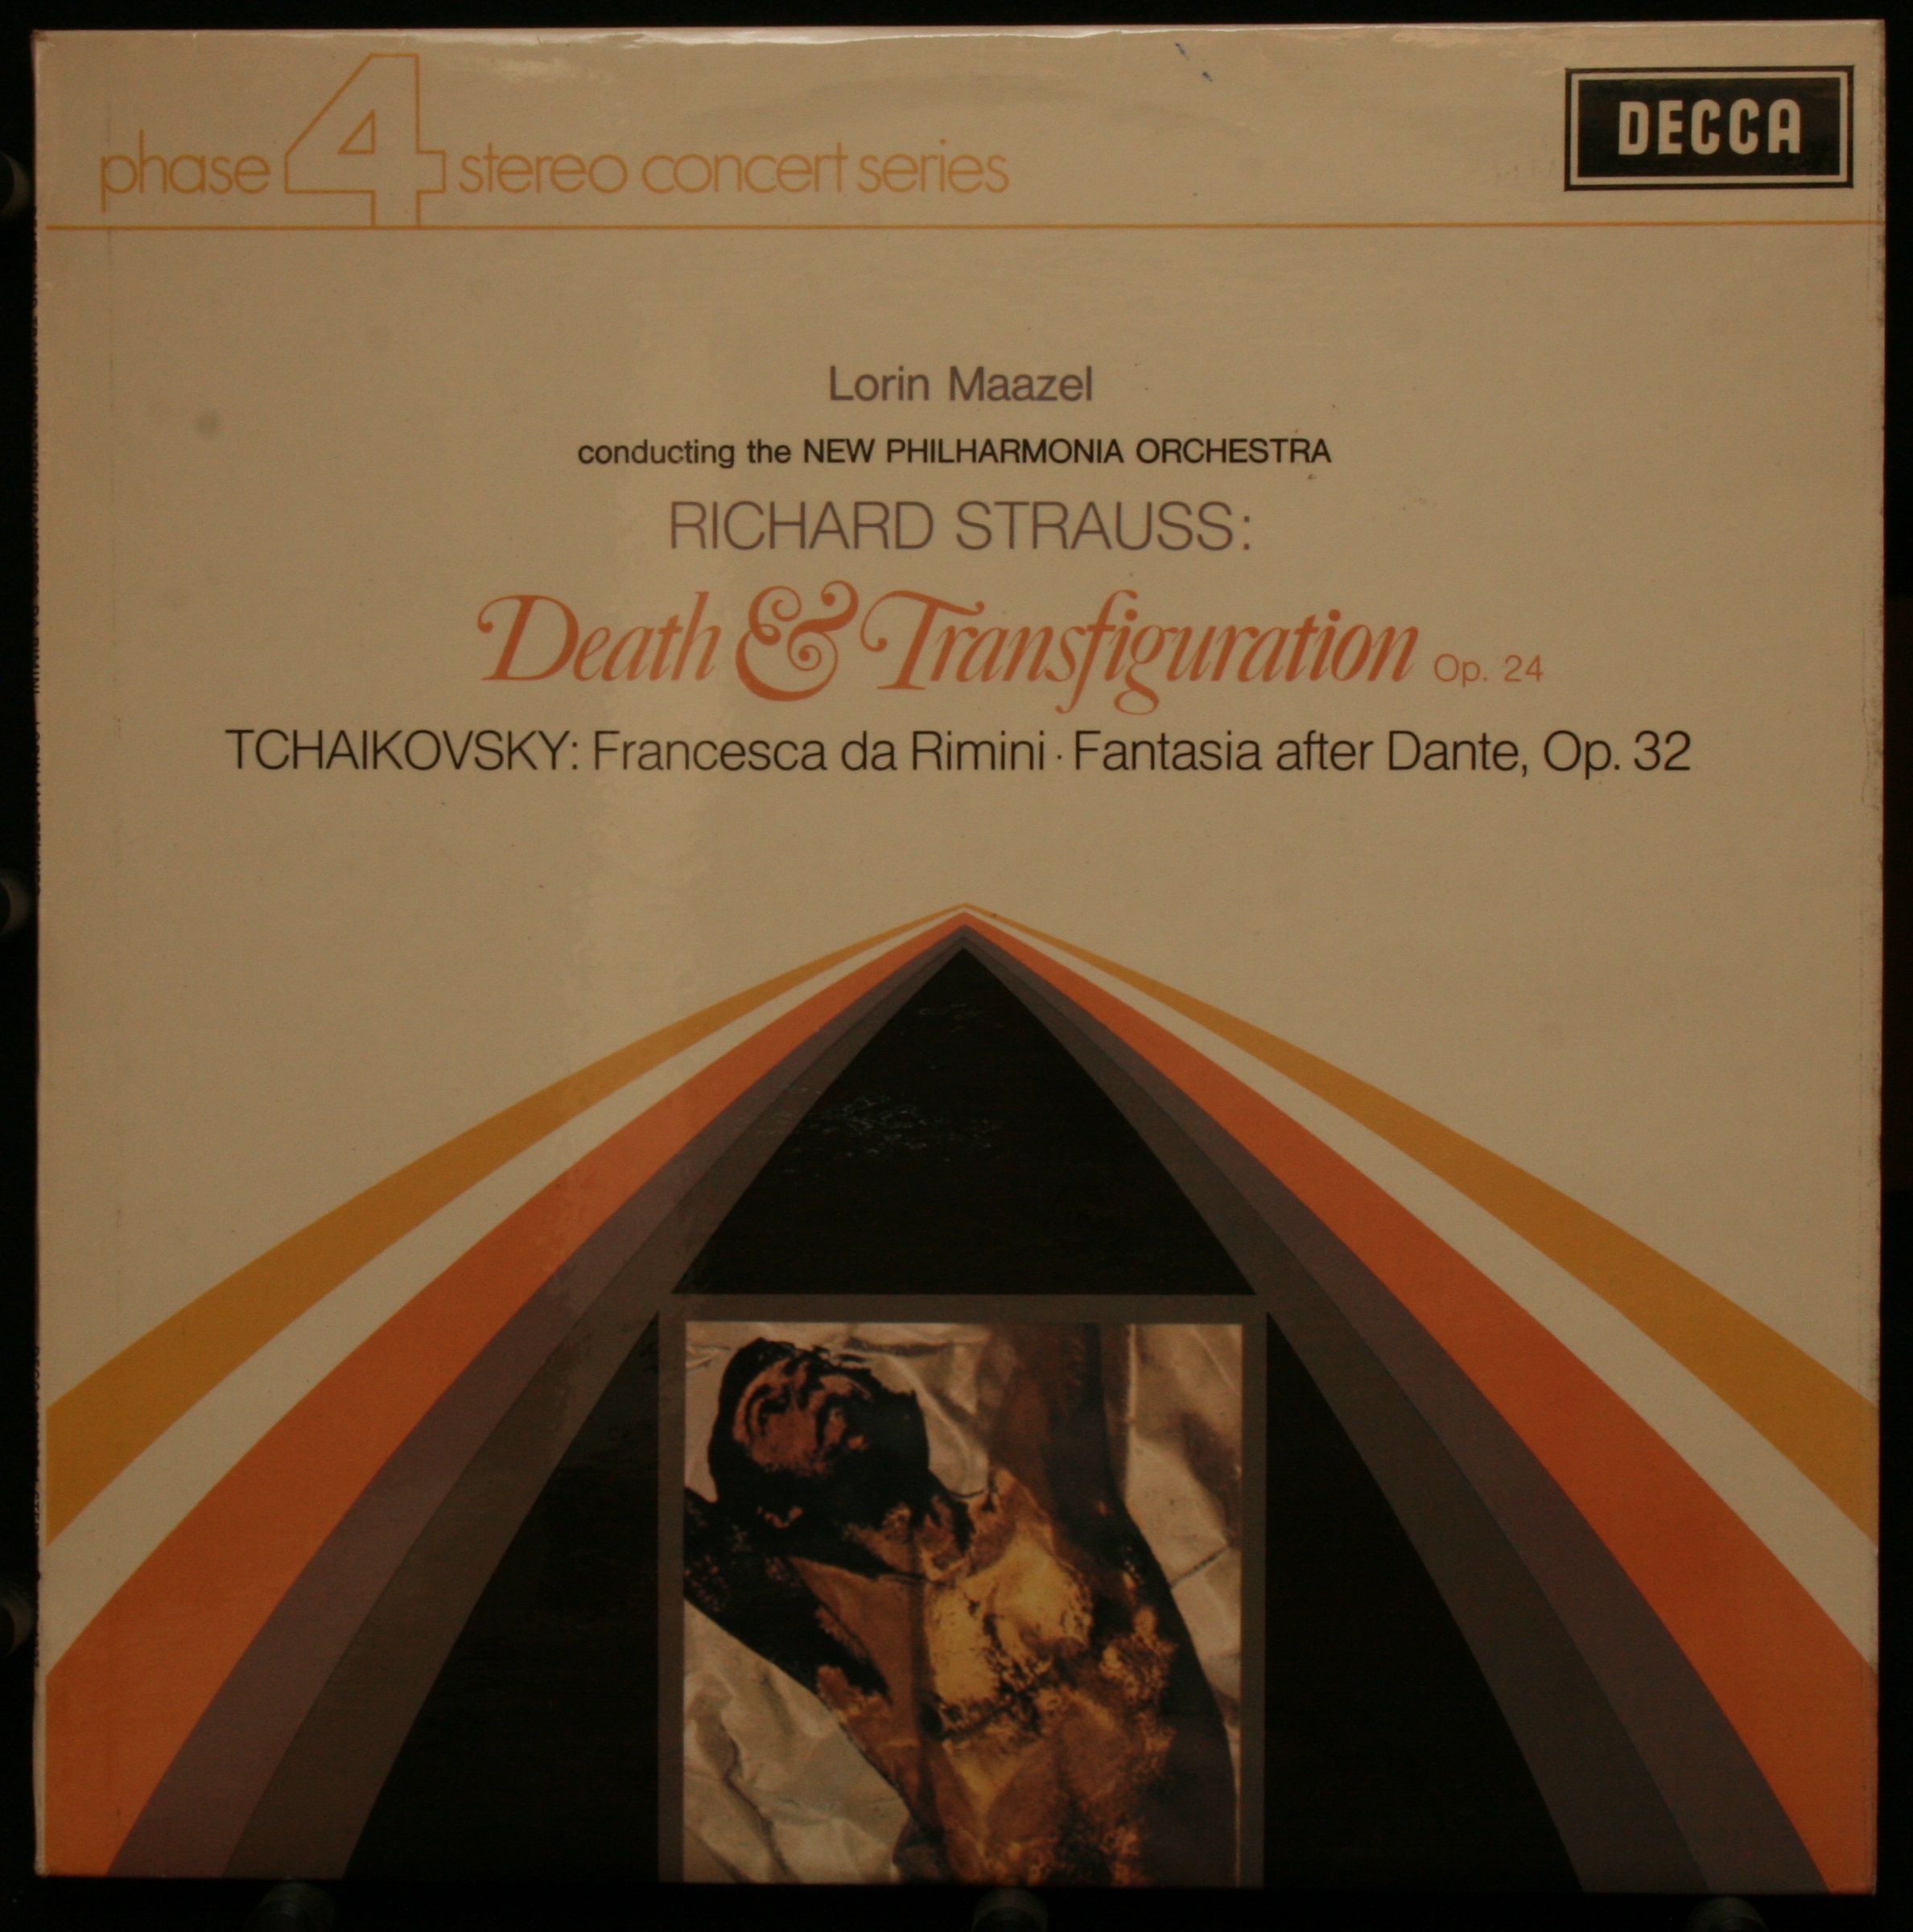 phase 4 stereo concert series
DECCA
Lorin Maazel
conducting the NEW PHILHARMONIA ORCHESTRA
RICHARD STRAUSS:
Death & Transfiguration Op. 24
TCHAIKOVSKY: Francesca da Rimini · Fantasia after Dante, Op. 32